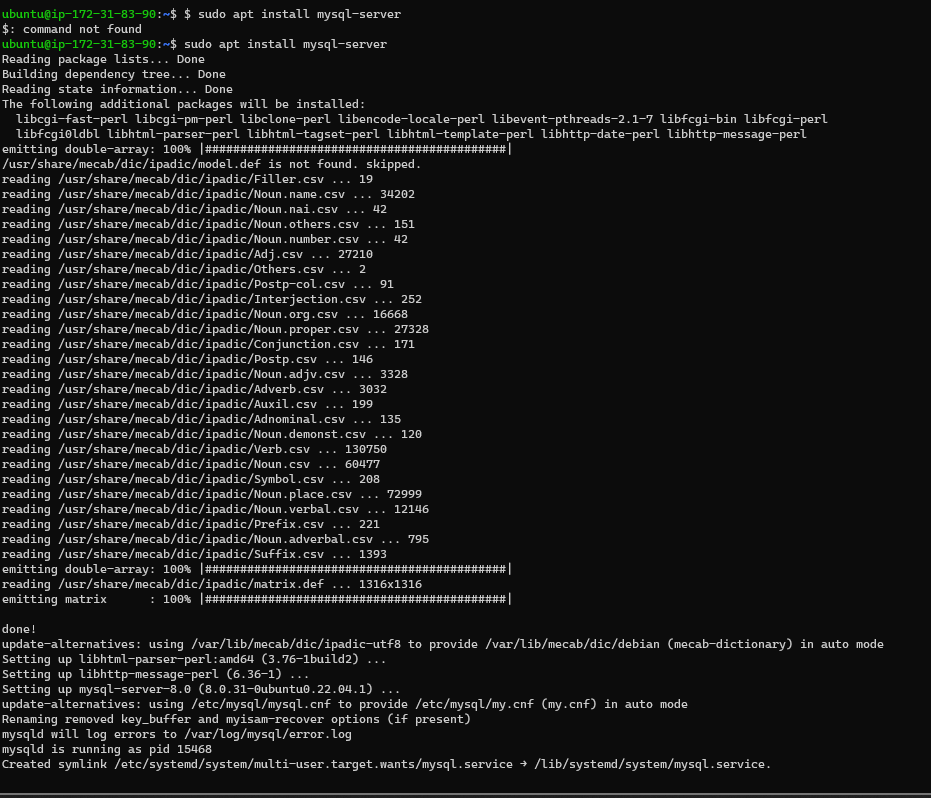 ubuntu@ip-172-31-83-90:~$ $ sudo apt install mysql-server
$: command not found
ubuntu@ip-172-31-83-90:~$ sudo apt install mysql-server
Reading package lists... Done
Building dependency tree... Done
Reading state information... Done
The following additional packages will be installed:
  libcgi-fast-perl libcgi-pm-perl libclone-perl libencode-locale-perl libevent-pthreads-2.1-7 libfcgi-bin libfcgi-perl
  libfcgi0ldbl libhtml-parser-perl libhtml-tagset-perl libhtml-template-perl libhttp-date-perl libhttp-message-perl
emitting double-array: 100% |###########################################|
/usr/share/mecab/dic/ipadic/model.def is not found. skipped.
reading /usr/share/mecab/dic/ipadic/Filler.csv ... 19
reading /usr/share/mecab/dic/ipadic/Noun.name.csv ... 34202
reading /usr/share/mecab/dic/ipadic/Noun.nai.csv ... 42
reading /usr/share/mecab/dic/ipadic/Noun.others.csv ... 151
reading /usr/share/mecab/dic/ipadic/Noun.number.csv ... 42
reading /usr/share/mecab/dic/ipadic/Adj.csv ... 27210
reading /usr/share/mecab/dic/ipadic/Others.csv ... 2
reading /usr/share/mecab/dic/ipadic/Postp-col.csv ... 91
reading /usr/share/mecab/dic/ipadic/Interjection.csv ... 252
reading /usr/share/mecab/dic/ipadic/Noun.org.csv ... 16668
reading /usr/share/mecab/dic/ipadic/Noun.proper.csv ... 27328
reading /usr/share/mecab/dic/ipadic/Conjunction.csv ... 171
reading /usr/share/mecab/dic/ipadic/Postp.csv ... 146
reading /usr/share/mecab/dic/ipadic/Noun.adjv.csv ... 3328
reading /usr/share/mecab/dic/ipadic/Adverb.csv ... 3032
reading /usr/share/mecab/dic/ipadic/Auxil.csv ... 199
reading /usr/share/mecab/dic/ipadic/Adnominal.csv ... 135
reading /usr/share/mecab/dic/ipadic/Noun.demonst.csv ... 120
reading /usr/share/mecab/dic/ipadic/Verb.csv ... 130750
reading /usr/share/mecab/dic/ipadic/Noun.csv ... 60477
reading /usr/share/mecab/dic/ipadic/Symbol.csv ... 208
reading /usr/share/mecab/dic/ipadic/Noun.place.csv ... 72999
reading /usr/share/mecab/dic/ipadic/Noun.verbal.csv ... 12146
reading /usr/share/mecab/dic/ipadic/Prefix.csv ... 221
reading /usr/share/mecab/dic/ipadic/Noun.adverbal.csv ... 795
reading /usr/share/mecab/dic/ipadic/Suffix.csv ... 1393
emitting double-array: 100% |###########################################|
reading /usr/share/mecab/dic/ipadic/matrix.def ... 1316x1316
emitting matrix      : 100% |###########################################|

done!
update-alternatives: using /var/lib/mecab/dic/ipadic-utf8 to provide /var/lib/mecab/dic/debian (mecab-dictionary) in auto mode
Setting up libhtml-parser-perl:amd64 (3.76-1build2) ...
Setting up libhttp-message-perl (6.36-1) ...
Setting up mysql-server-8.0 (8.0.31-0ubuntu0.22.04.1) ...
update-alternatives: using /etc/mysql/mysql.cnf to provide /etc/mysql/my.cnf (my.cnf) in auto mode
Renaming removed key_buffer and myisam-recover options (if present)
mysqld will log errors to /var/log/mysql/error.log
mysqld is running as pid 15468
Created symlink /etc/systemd/system/multi-user.target.wants/mysql.service → /lib/systemd/system/mysql.service.